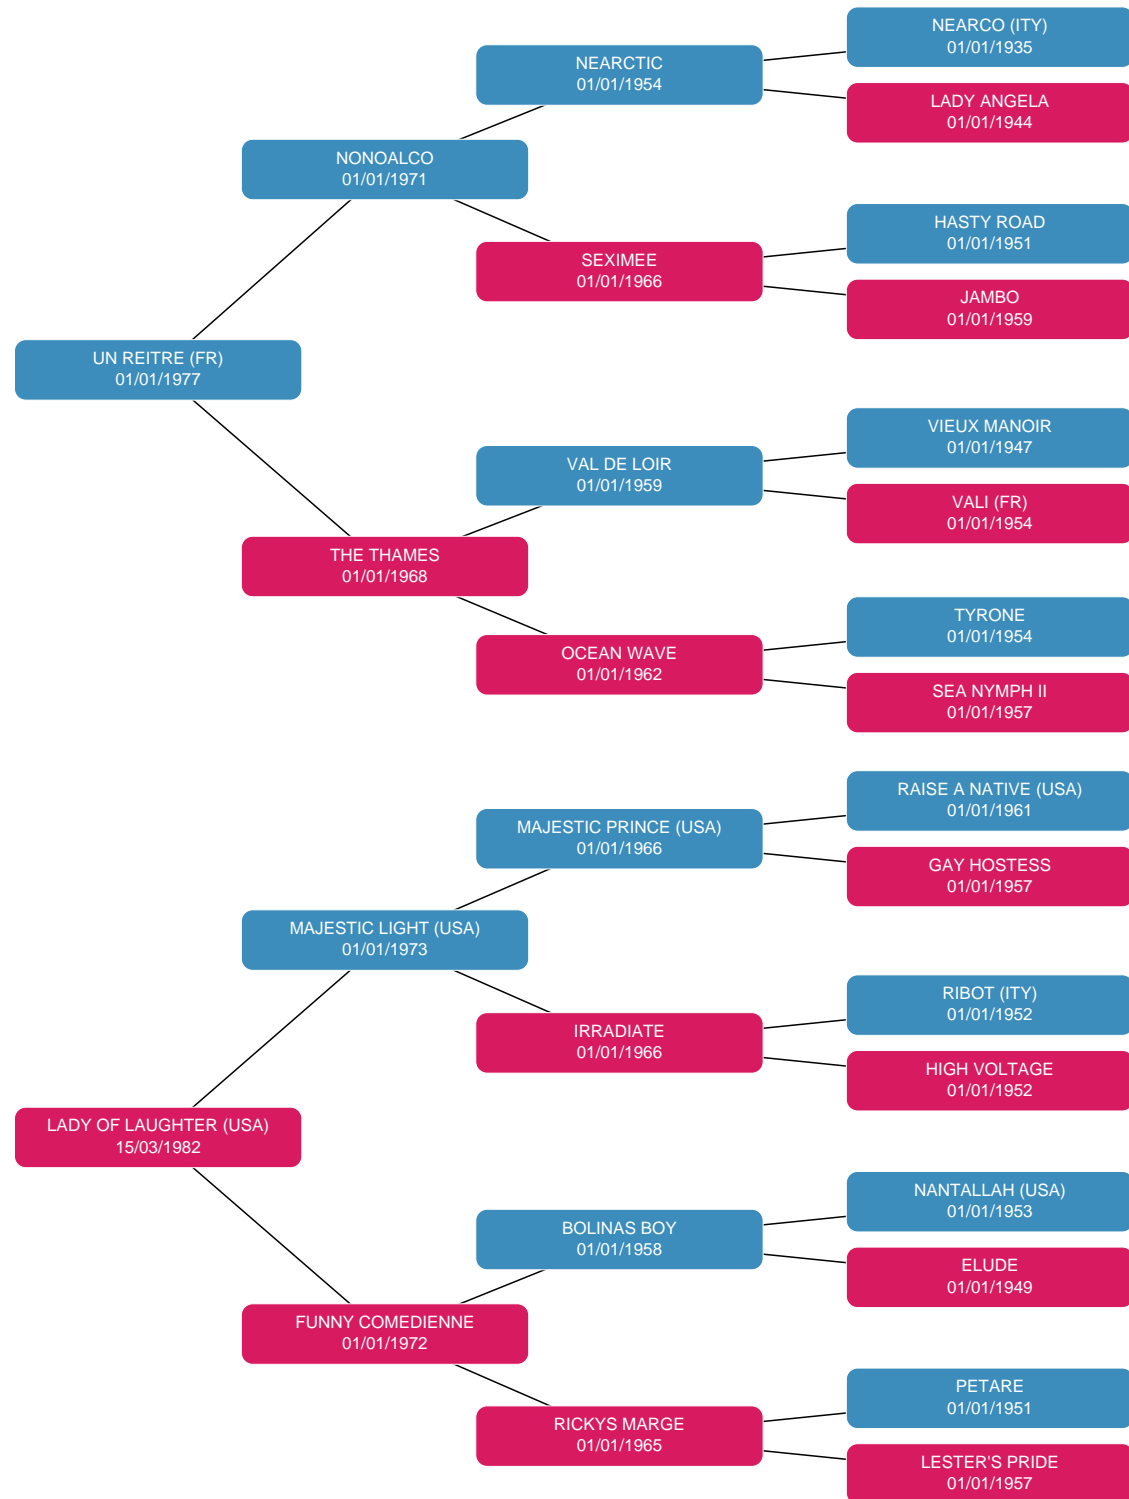 NEARCO (ITY)
01/01/1935
NEARCTIC
01/01/1954
LADY ANGELA
01/01/1944
NONOALCO
01/01/1971
HASTY ROAD
01/01/1951
SEXIMEE
01/01/1966
JAMBO
01/01/1959
UN REITRE (FR)
01/01/1977
VIEUX MANOIR
01/01/1947
VAL DE LOIR
01/01/1959
VALI (FR)
01/01/1954
THE THAMES
01/01/1968
TYRONE
01/01/1954
OCEAN WAVE
01/01/1962
SEA NYMPH II
01/01/1957
RAISE A NATIVE (USA)
01/01/1961
MAJESTIC PRINCE (USA)
01/01/1966
GAY HOSTESS
01/01/1957
MAJESTIC LIGHT (USA)
01/01/1973
RIBOT (ITY)
01/01/1952
IRRADIATE
01/01/1966
HIGH VOLTAGE
01/01/1952
LADY OF LAUGHTER (USA)
15/03/1982
NANTALLAH (USA)
01/01/1953
BOLINAS BOY
01/01/1958
ELUDE
01/01/1949
FUNNY COMEDIENNE
01/01/1972
PETARE
01/01/1951
RICKYS MARGE
01/01/1965
LESTER'S PRIDE
01/01/1957